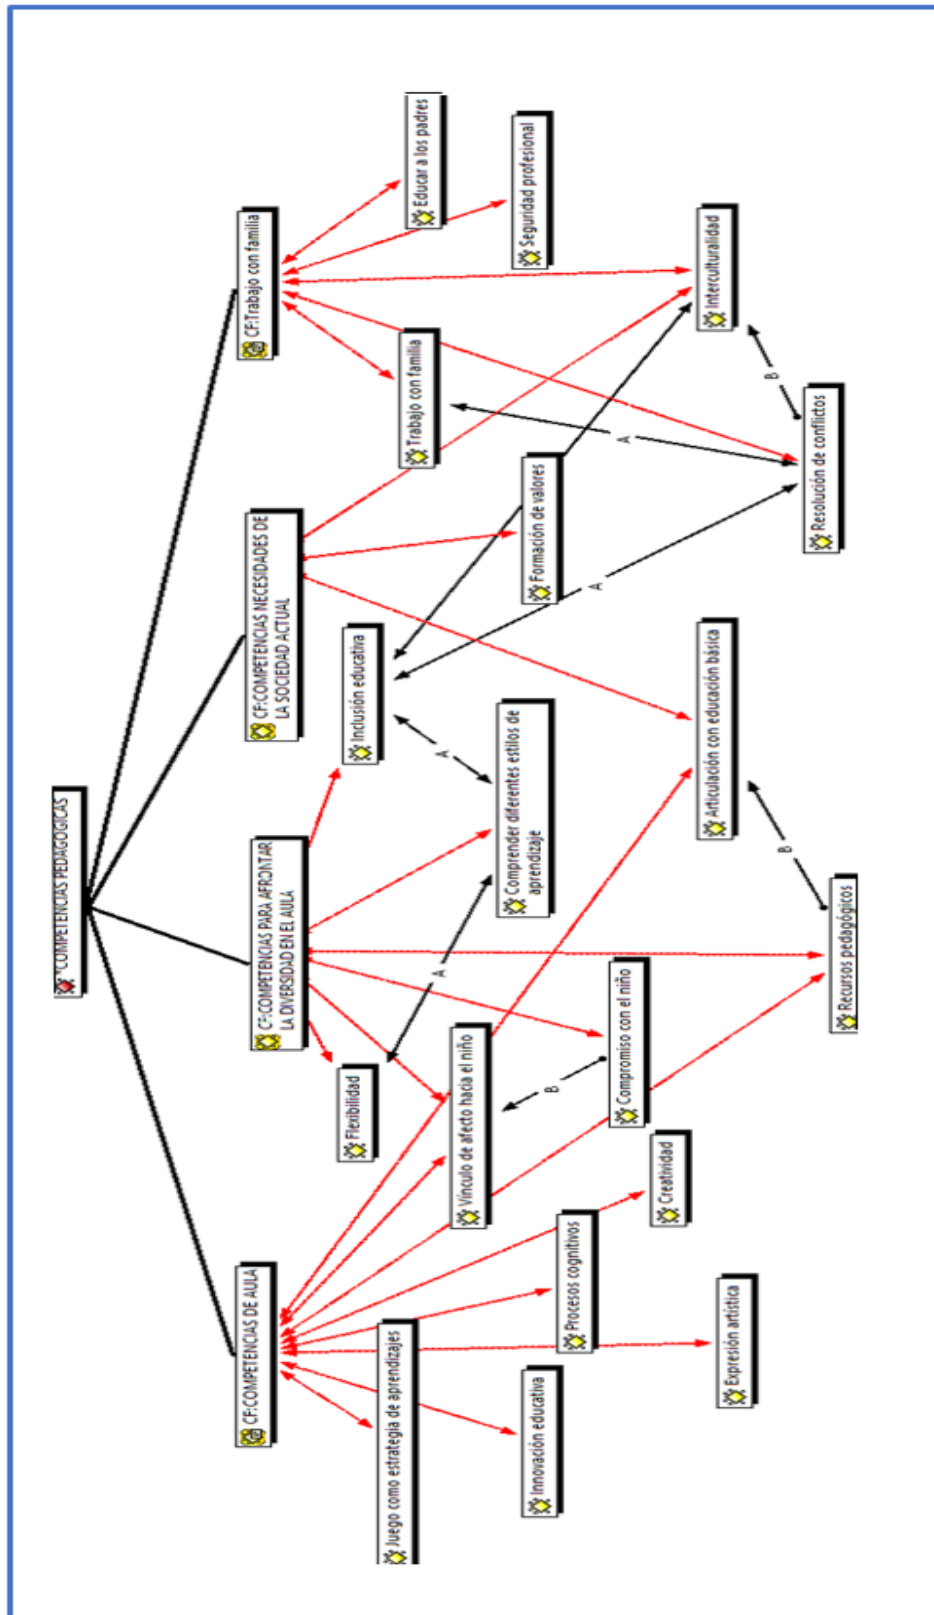 *COMPETENCIAS PEDAGOGICAS
CF:COMPETENCIAS DE AULA
CF:COMPETENCIAS PARA AFRONTAR
LA DIVERSIDAD EN EL AULA
CF:COMPETENCIAS NECESIDADES DE
LA SOCIEDAD ACTUAL
CF:Trabajo con familia
Juego como estrategia de aprendizajes
Flexibilidad
Inclusión educativa
Trabajo con familia
Educar a los padres
Vínculo de afecto hacia el niño
A
A
Comprender diferentes estilos de
aprendizaje
Innovación educativa
Procesos cognitivos
B
Formación de valores
Seguridad profesional
Creatividad
Compromiso con el niño
A
A
Expresión artística
Articulación con educación básica
Interculturalidad
B
B
Recursos pedagógicos
Resolución de conflictos